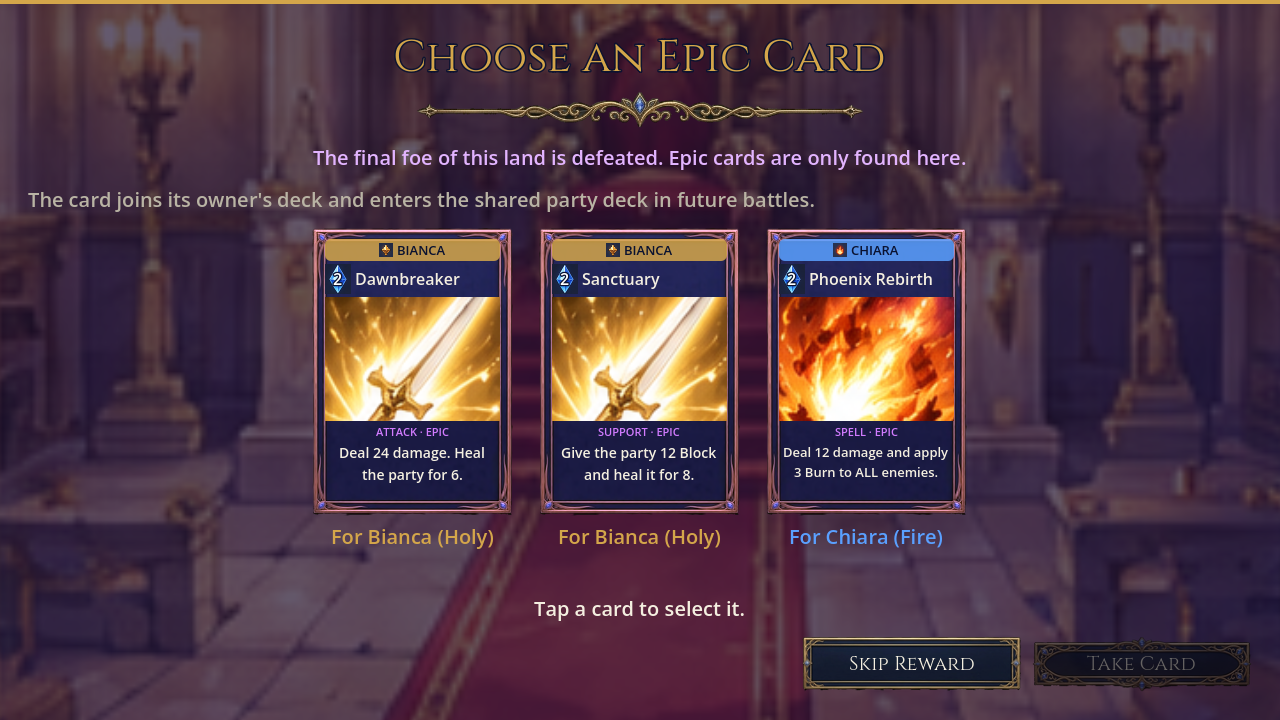 Choose an Epic Card
The final foe of this land is defeated. Epic cards are only found here.
The card joins its owner's deck and enters the shared party deck in future battles.
BIANCA
2 Dawnbreaker
ATTACK · EPIC
Deal 24 damage. Heal
the party for 6.
For Bianca (Holy)
BIANCA
2 Sanctuary
SUPPORT · EPIC
Give the party 12 Block
and heal it for 8.
For Bianca (Holy)
CHIARA
2 Phoenix Rebirth
SPELL · EPIC
Deal 12 damage and apply
3 Burn to ALL enemies.
For Chiara (Fire)
Tap a card to select it.
Skip Reward
Take Card